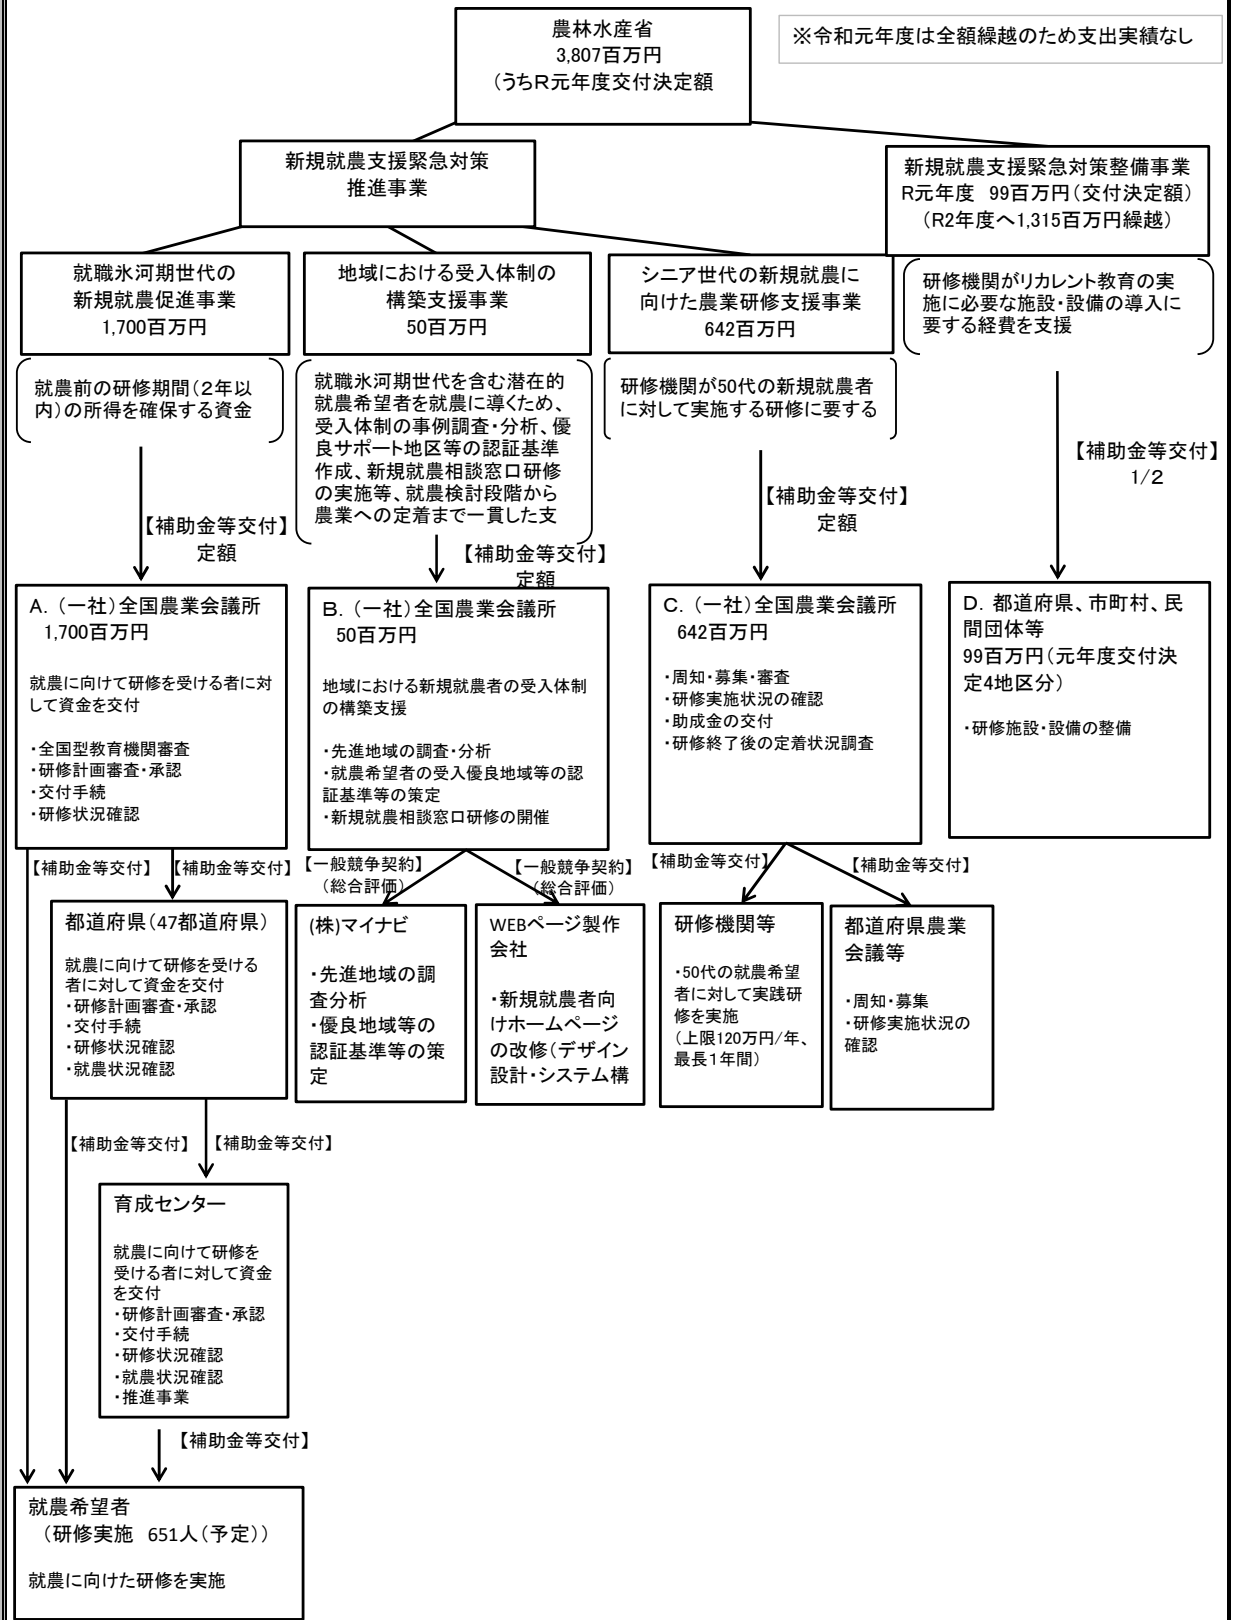 農林水産省
3,807百万円
(うちR元年度交付決定額
※令和元年度は全額繰越のため支出実績なし
新規就農支援緊急対策
推進事業
新規就農支援緊急対策整備事業
R元年度 99百万円(交付決定額)
(R2年度へ1,315百万円繰越)
就職氷河期世代の
新規就農促進事業
1,700百万円
地域における受入体制の
構築支援事業
50百万円
シニア世代の新規就農に
向けた農業研修支援事業
642百万円
研修機関がリカレント教育の実
施に必要な施設・設備の導入に
要する経費を支援
就農前の研修期間(2年以
内)の所得を確保する資金
就職氷河期世代を含む潜在的
就農希望者を就農に導くため、
受入体制の事例調査・分析、優
良サポート地区等の認証基準
作成、新規就農相談窓口研修
の実施等、就農検討段階から
農業への定着まで一貫した支
研修機関が50代の新規就農者
に対して実施する研修に要する
【補助金等交付】
定額
【補助金等交付】
定額
【補助金等交付】
定額
【補助金等交付】
1/2
A.(一社)全国農業会議所
1,700百万円
就農に向けて研修を受ける者に対
して資金を交付
・全国型教育機関審査
・研修計画審査・承認
・交付手続
・研修状況確認
B.(一社)全国農業会議所
50百万円
地域における新規就農者の受入体制
の構築支援
・先進地域の調査・分析
・就農希望者の受入優良地域等の認
証基準等の策定
・新規就農相談窓口研修の開催
C.(一社)全国農業会議所
642百万円
・周知・募集・審査
・研修実施状況の確認
・助成金の交付
・研修終了後の定着状況調査
D.都道府県、市町村、民
間団体等
99百万円(元年度交付決
定4地区分)
・研修施設・設備の整備
【補助金等交付】
【補助金等交付】
【一般競争契約】
(総合評価)
【一般競争契約】
(総合評価)
【補助金等交付】
【補助金等交付】
都道府県(47都道府県)
就農に向けて研修を受ける
者に対して資金を交付
・研修計画審査・承認
・交付手続
・研修状況確認
・就農状況確認
(株)マイナビ
・先進地域の調
査分析
・優良地域等の
認証基準等の策
定
WEBページ製作
会社
・新規就農者向
けホームページ
の改修(デザイン
設計・システム構
研修機関等
・50代の就農希望
者に対して実践研
修を実施
(上限120万円/年、
最長1年間)
都道府県農業
会議等
・周知・募集
・研修実施状況の
確認
【補助金等交付】
【補助金等交付】
育成センター
就農に向けて研修を
受ける者に対して資金
を交付
・研修計画審査・承認
・交付手続
・研修状況確認
・就農状況確認
・推進事業
【補助金等交付】
就農希望者
(研修実施 651人(予定))
就農に向けた研修を実施